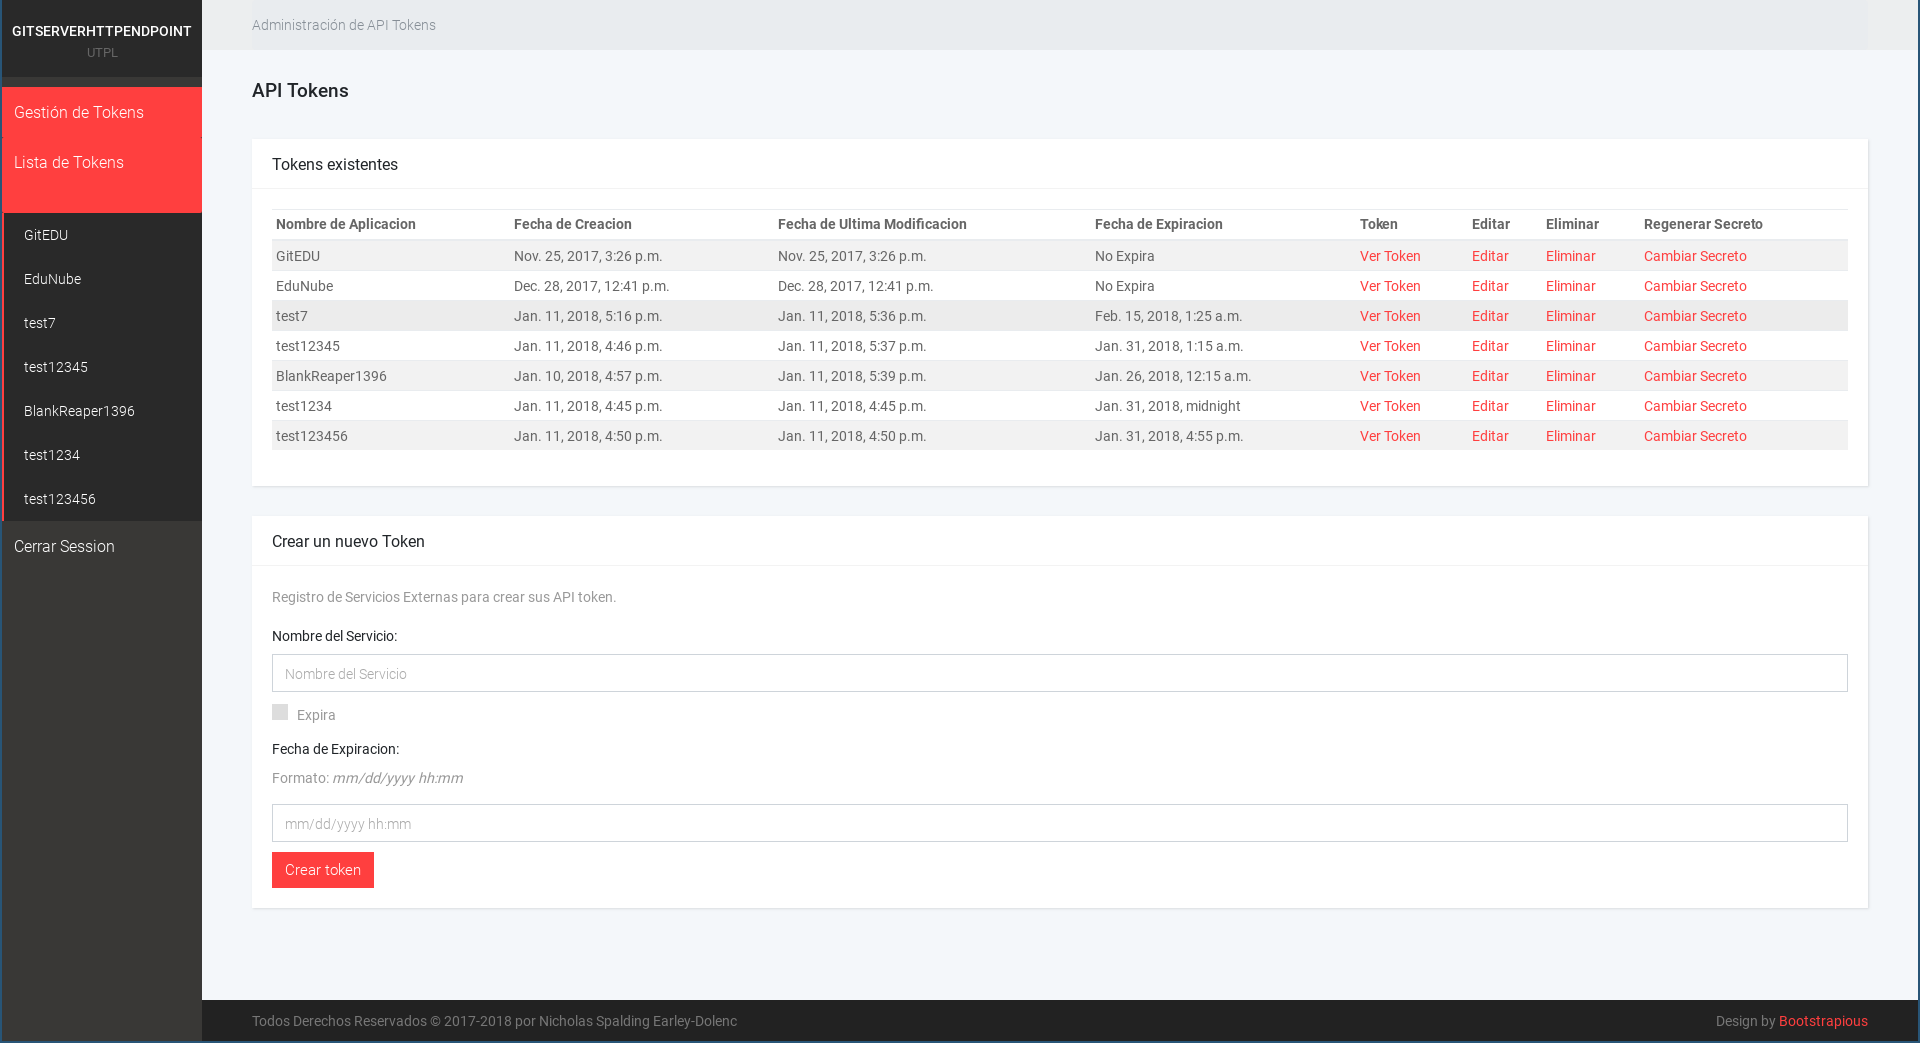 GITSERVERHTTPENDPOINT
UTPL
Gestión de Tokens
Lista de Tokens
GitEDU
EduNube
test7
test12345
BlankReaper1396
test1234
test123456
Cerrar Session
Administración de API Tokens
API Tokens
Tokens existentes
Nombre de Aplicacion Fecha de Creacion Fecha de Ultima Modificacion Fecha de Expiracion Token Editar Eliminar Regenerar Secreto
GitEDU Nov. 25, 2017, 3:26 p.m. Nov. 25, 2017, 3:26 p.m. No Expira Ver Token Editar Eliminar Cambiar Secreto
EduNube Dec. 28, 2017, 12:41 p.m. Dec. 28, 2017, 12:41 p.m. No Expira Ver Token Editar Eliminar Cambiar Secreto
test7 Jan. 11, 2018, 5:16 p.m. Jan. 11, 2018, 5:36 p.m. Feb. 15, 2018, 1:25 a.m. Ver Token Editar Eliminar Cambiar Secreto
test12345 Jan. 11, 2018, 4:46 p.m. Jan. 11, 2018, 5:37 p.m. Jan. 31, 2018, 1:15 a.m. Ver Token Editar Eliminar Cambiar Secreto
BlankReaper1396 Jan. 10, 2018, 4:57 p.m. Jan. 11, 2018, 5:39 p.m. Jan. 26, 2018, 12:15 a.m. Ver Token Editar Eliminar Cambiar Secreto
test1234 Jan. 11, 2018, 4:45 p.m. Jan. 11, 2018, 4:45 p.m. Jan. 31, 2018, midnight Ver Token Editar Eliminar Cambiar Secreto
test123456 Jan. 11, 2018, 4:50 p.m. Jan. 11, 2018, 4:50 p.m. Jan. 31, 2018, 4:55 p.m. Ver Token Editar Eliminar Cambiar Secreto
Crear un nuevo Token
Registro de Servicios Externas para crear sus API token.
Nombre del Servicio:
Nombre del Servicio
Expira
Fecha de Expiracion:
Formato: mm/dd/yyyy hh:mm
mm/dd/yyyy hh:mm
Crear token
Todos Derechos Reservados © 2017-2018 por Nicholas Spalding Earley-Dolenc
Design by Bootstrapious